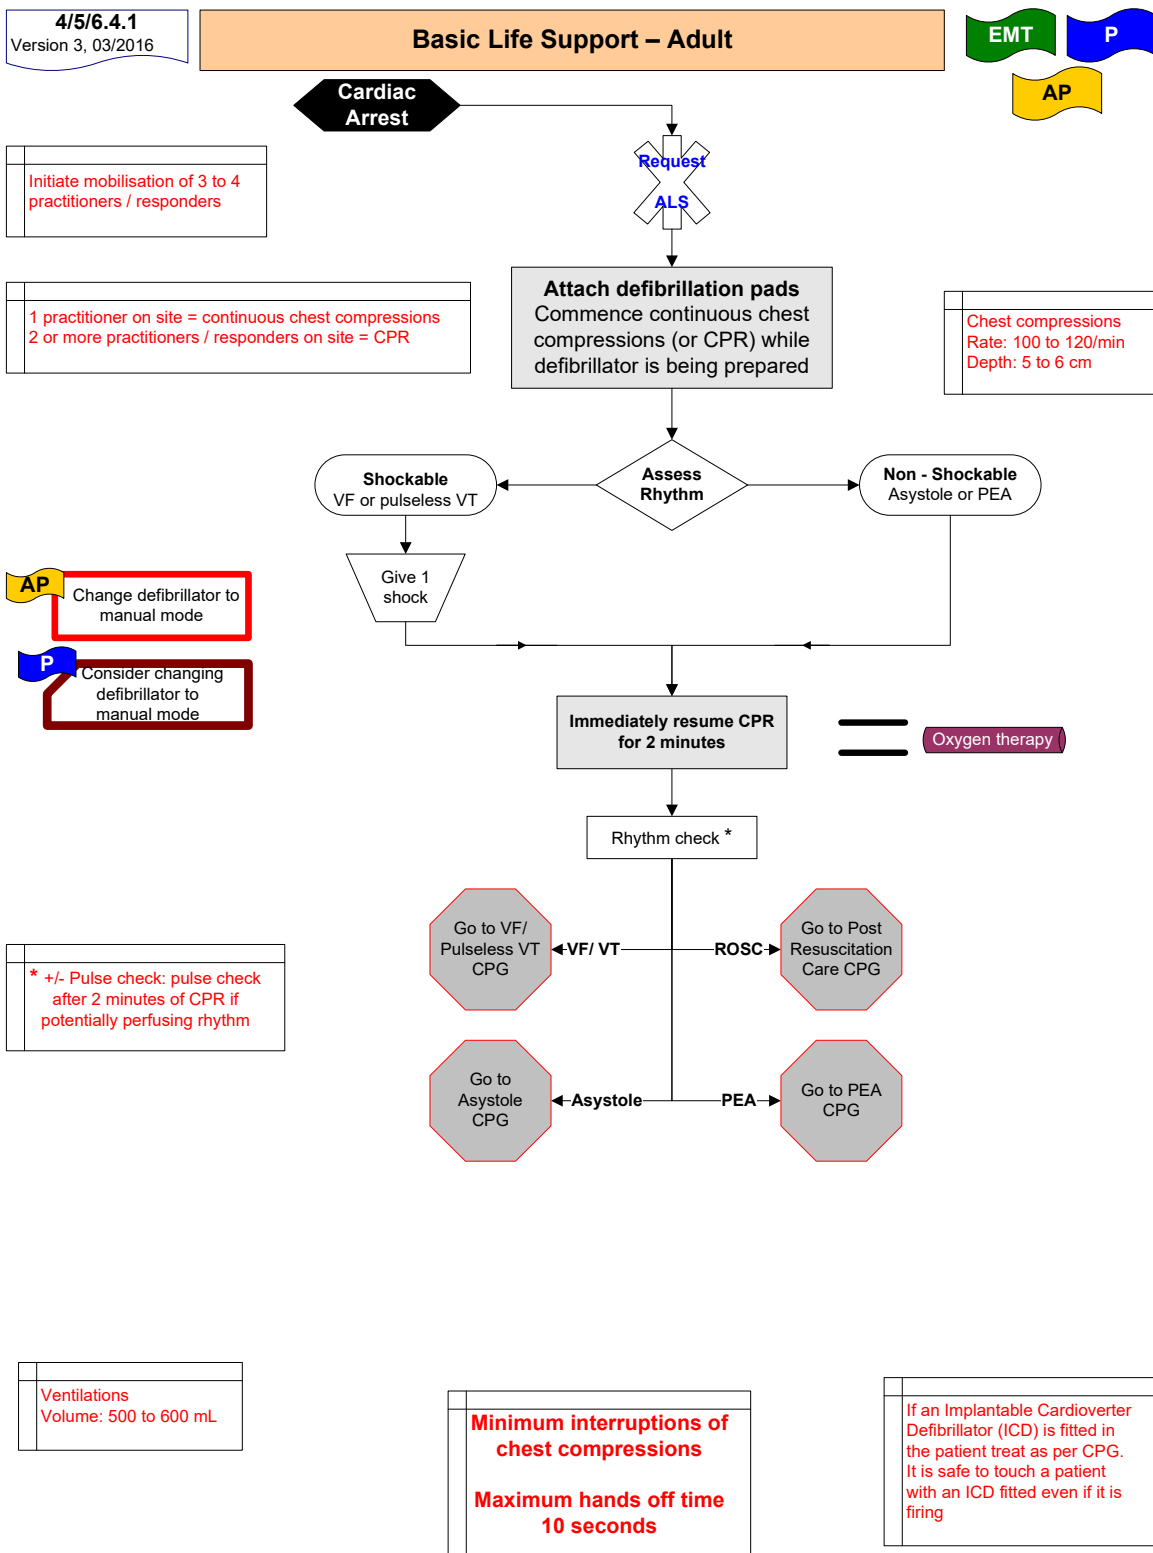 4/5/6.4.1
Version 3, 03/2016
Basic Life Support – Adult
EMT
P
AP
Cardiac
Arrest
Request
ALS
Initiate mobilisation of 3 to 4
practitioners / responders
1 practitioner on site = continuous chest compressions
2 or more practitioners / responders on site = CPR
Attach defibrillation pads
Commence continuous chest
compressions (or CPR) while
defibrillator is being prepared
Chest compressions
Rate: 100 to 120/min
Depth: 5 to 6 cm
Shockable
VF or pulseless VT
Assess
Rhythm
Non - Shockable
Asystole or PEA
Give 1
shock
AP
Change defibrillator to
manual mode
P
Consider changing
defibrillator to
manual mode
Immediately resume CPR
for 2 minutes
Oxygen therapy
Rhythm check *
Go to VF/
Pulseless VT
CPG
VF/ VT
ROSC
Go to Post
Resuscitation
Care CPG
* +/- Pulse check: pulse check
after 2 minutes of CPR if
potentially perfusing rhythm
Go to
Asystole
CPG
Asystole
PEA
Go to PEA
CPG
Ventilations
Volume: 500 to 600 mL
Minimum interruptions of
chest compressions
Maximum hands off time
10 seconds
If an Implantable Cardioverter
Defibrillator (ICD) is fitted in
the patient treat as per CPG.
It is safe to touch a patient
with an ICD fitted even if it is
firing